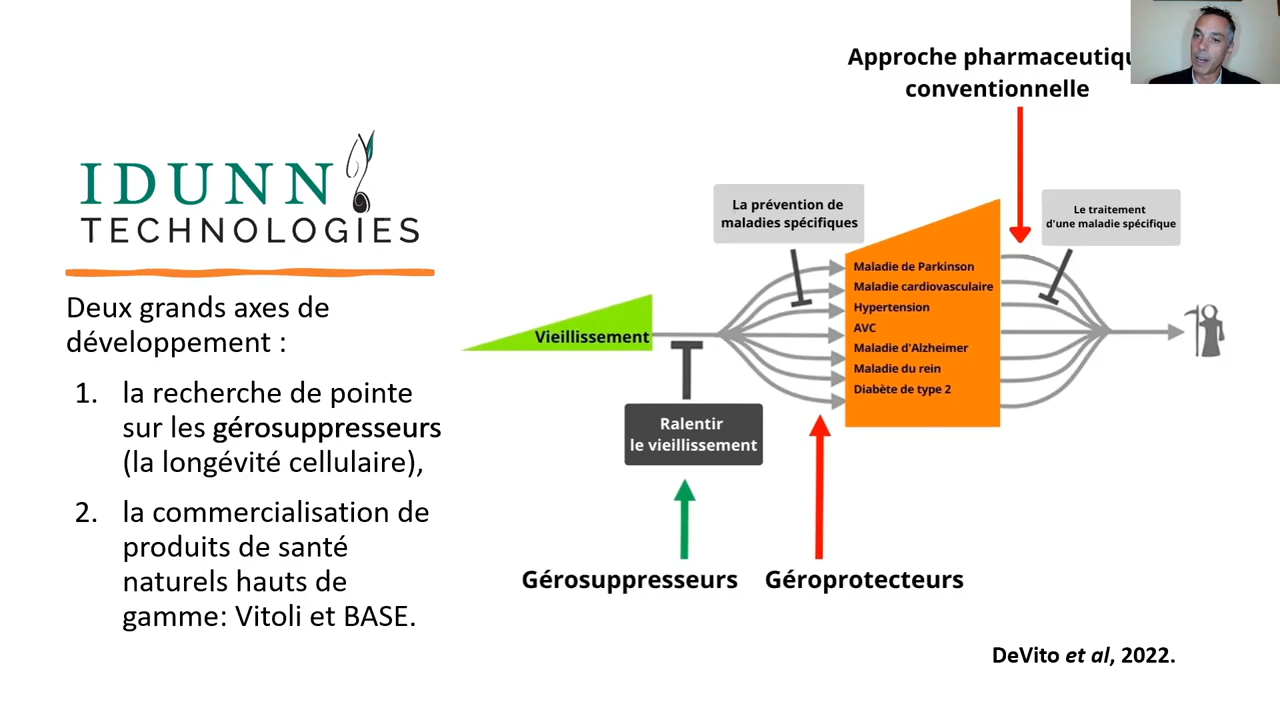 IDUNN
TECHNOLOGIES
Deux grands axes de
développement :
1. la recherche de pointe
sur les gérosuppresseurs
(la longévité cellulaire),
2. la commercialisation de
produits de santé
naturels hauts de
gamme: Vitoli et BASE.
Approche pharmaceutiqu
conventionnelle
La prévention de
maladies spécifiques
Le traitement
d'une maladie spécifique
Vieillissement
Maladie de Parkinson
Maladie cardiovasculaire
Hypertension
AVC
Maladie d'Alzheimer
Maladie du rein
Diabète de type 2
Ralentir
le vieillissement
Gérosuppresseurs
Géroprotecteurs
DeVito et al, 2022.